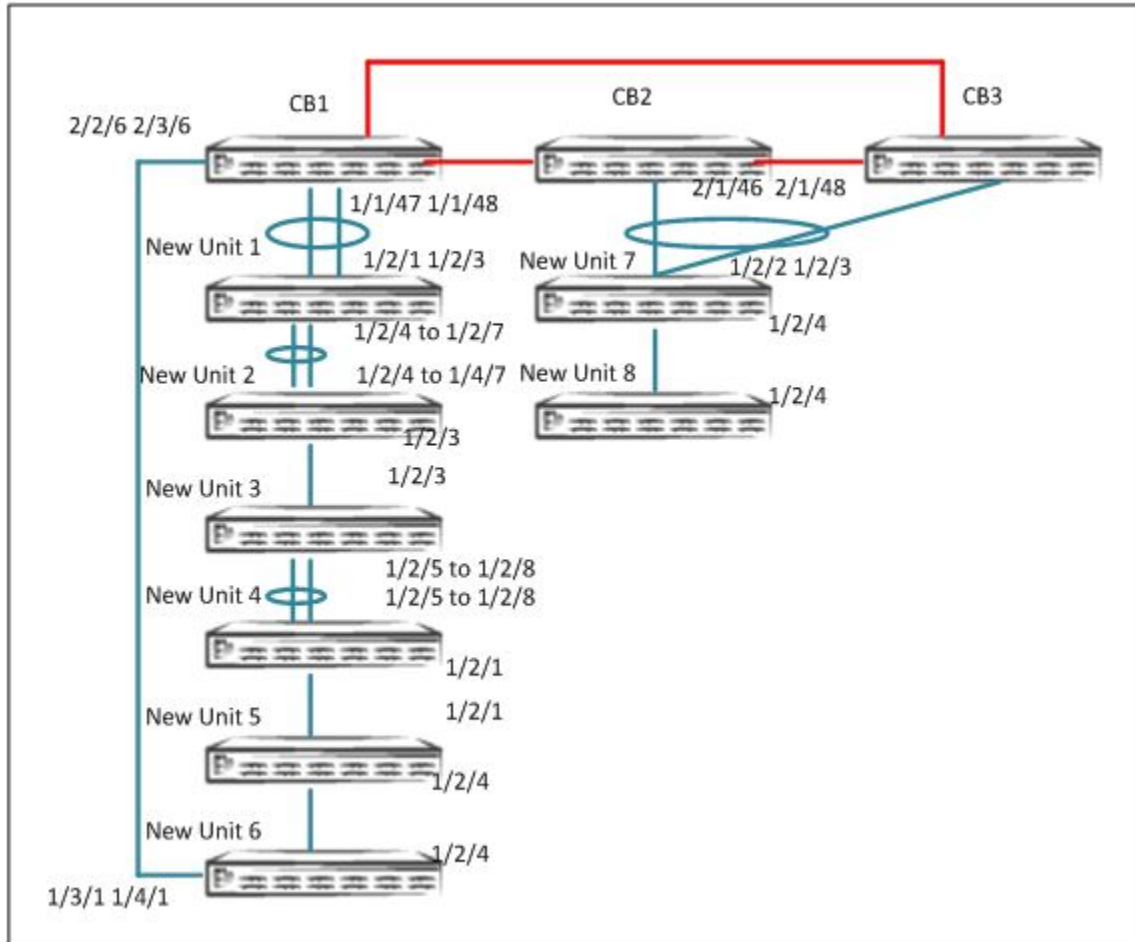 CB1
CB2
CB3
2/2/6 2/3/6
1/1/47 1/1/48
2/1/46 2/1/48
New Unit 1
1/2/1 1/2/3
New Unit 7
1/2/2 1/2/3
1/2/4 to 1/2/7
1/2/4
New Unit 2
1/2/4 to 1/4/7
New Unit 8
1/2/4
1/2/3
1/2/3
New Unit 3
1/2/5 to 1/2/8
New Unit 4
1/2/5 to 1/2/8
1/2/1
1/2/1
New Unit 5
1/2/4
New Unit 6
1/2/4
1/3/1 1/4/1